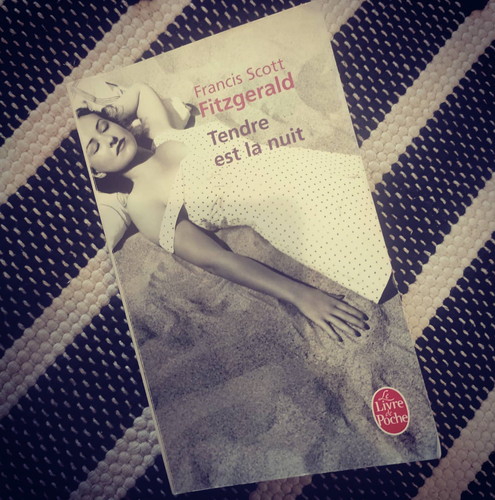 Francis Scott
Fitzgerald
Tendre
est la nuit
Le
Livre
de
Poche